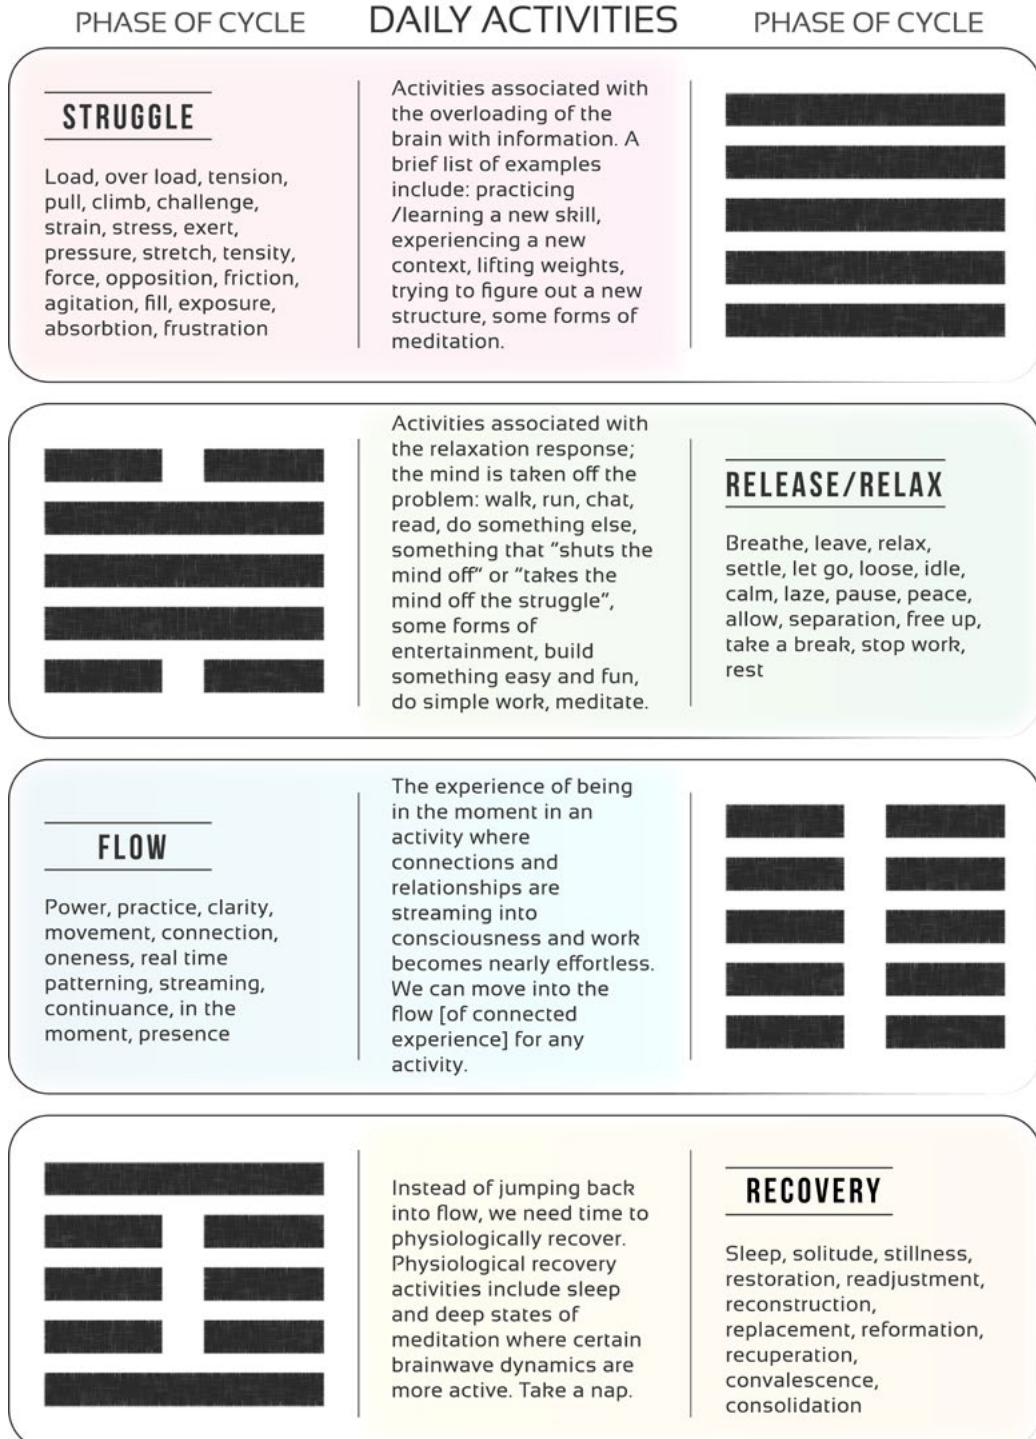 PHASE OF CYCLE
DAILY ACTIVITIES
PHASE OF CYCLE
STRUGGLE
Load, over load, tension,
pull, climb, challenge,
strain, stress, exert,
pressure, stretch, tensity,
force, opposition, friction,
agitation, fill, exposure,
absorbtion, frustration
Activities associated with
the overloading of the
brain with information. A
brief list of examples
include: practicing
/learning a new skill,
experiencing a new
context, lifting weights,
trying to figure out a new
structure, some forms of
meditation.
Activities associated with
the relaxation response;
the mind is taken off the
problem: walk, run, chat,
read, do something else,
something that "shuts the
mind off" or "takes the
mind off the struggle",
some forms of
entertainment, build
something easy and fun,
do simple work, meditate.
RELEASE/RELAX
Breathe, leave, relax,
settle, let go, loose, idle,
calm, laze, pause, peace,
allow, separation, free up,
take a break, stop work,
rest
FLOW
Power, practice, clarity,
movement, connection,
oneness, real time
patterning, streaming,
continuance, in the
moment, presence
The experience of being
in the moment in an
activity where
connections and
relationships are
streaming into
consciousness and work
becomes nearly effortless.
We can move into the
flow [of connected
experience] for any
activity.
Instead of jumping back
into flow, we need time to
physiologically recover.
Physiological recovery
activities include sleep
and deep states of
meditation where certain
brainwave dynamics are
more active. Take a nap.
RECOVERY
Sleep, solitude, stillness,
restoration, readjustment,
reconstruction,
replacement, reformation,
recuperation,
convalescence,
consolidation